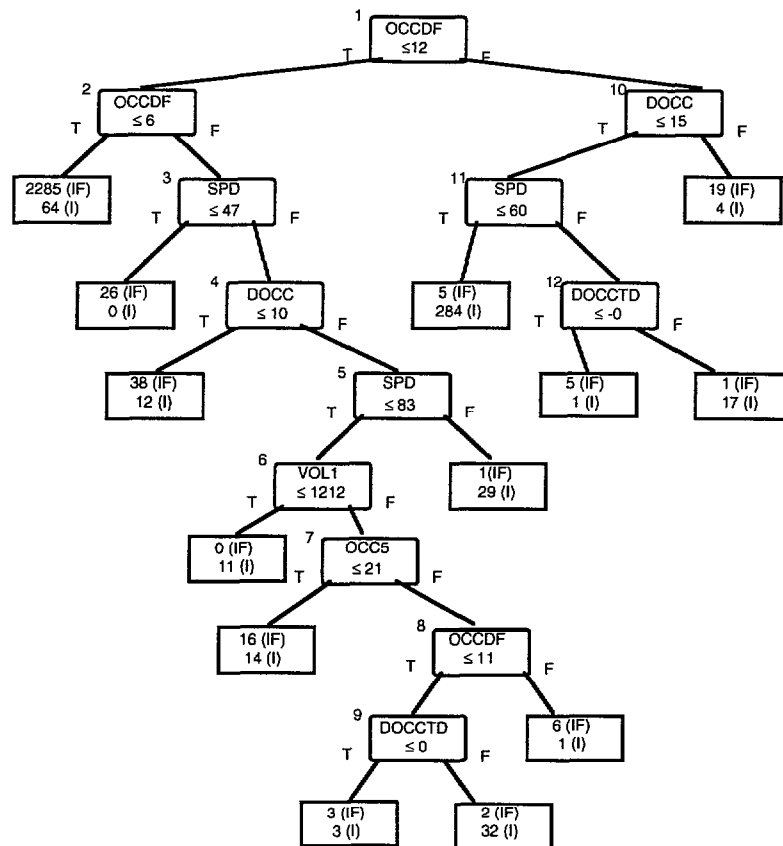 1
OCCDF
≤12
T F
2
OCCDF
≤ 6
T F
10
DOCC
≤ 15
T F
2285 (IF)
64 (I)
3
SPD
≤ 47
T F
11
SPD
≤ 60
T F
19 (IF)
4 (I)
26 (IF)
0 (I)
4
DOCC
≤ 10
T F
5 (IF)
284 (I)
12
DOCCTD
≤ -0
T F
38 (IF)
12 (I)
5
SPD
≤ 83
T F
5 (IF)
1 (I)
1 (IF)
17 (I)
6
VOL1
≤ 1212
T F
1(IF)
29 (I)
0 (IF)
11 (I)
7
OCC5
≤ 21
T F
16 (IF)
14 (I)
8
OCCDF
≤ 11
T F
9
DOCCTD
≤ 0
T F
6 (IF)
1 (I)
3 (IF)
3 (I)
2 (IF)
32 (I)